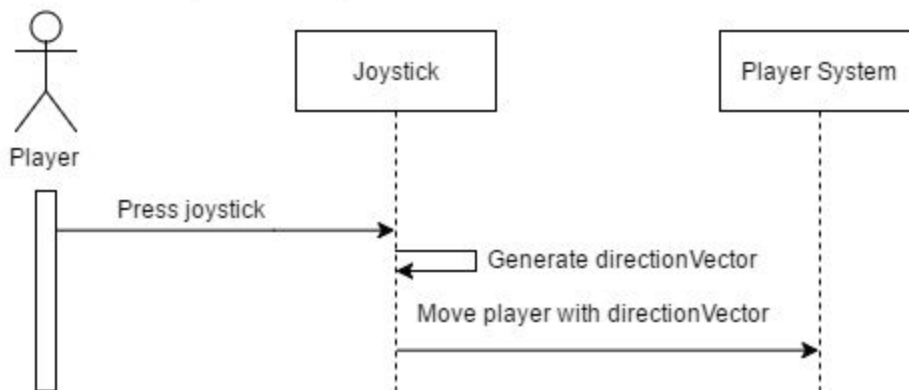 Joystick
Player System
Player
Press joystick
Generate directionVector
Move player with directionVector